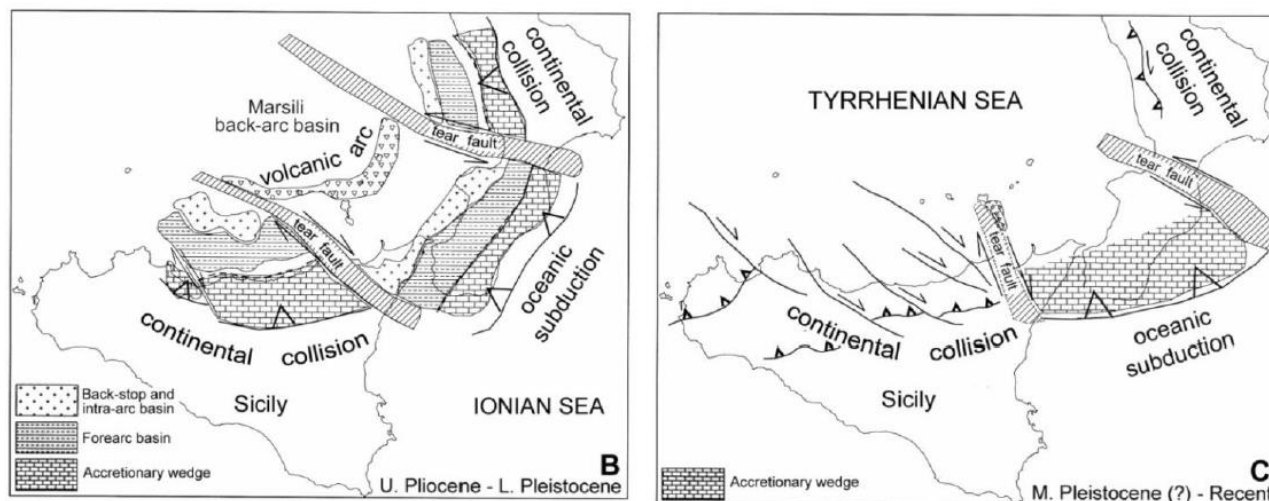 continental
collision
Marsili
back-arc basin
volcanic arc
tear fault
tear fault
oceanic
subduction
continental collision
Sicily
IONIAN SEA
Back-stop and
intra-arc basin
Forearc basin
Accretionary wedge
B
U. Pliocene - L. Pleistocene
continental
collision
TYRRHENIAN SEA
tear fault
tear fault
continental collision
oceanic
subduction
Sicily
Accretionary wedge
C
M. Pleistocene (?) - Recent